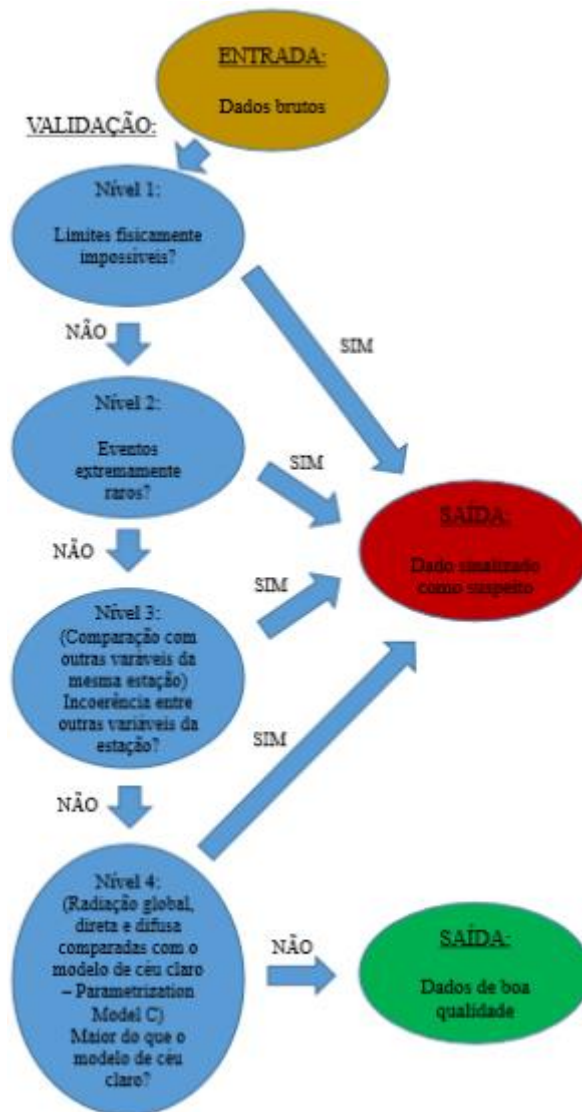 ENTRADA:
Dados brutos
VALIDAÇÃO:
Nível 1:
Limites fisicamente
impossíveis?
NÃO
SIM
Nível 2:
Eventos
extremamente
raros?
SIM
NÃO
SAÍDA:
Dado sinalizado
como suspeito
Nível 3:
(Comparação com
outras varáveis da
mesma estação)
Incoerência entre
outras variáveis da
estação?
SIM
NÃO
SIM
Nível 4:
(Radiação global,
direta e difusa
comparadas com o
modelo de céu claro
– Parametrization
Model C)
Maior do que o
modelo de céu
claro?
NÃO
SAÍDA:
Dados de boa
qualidade